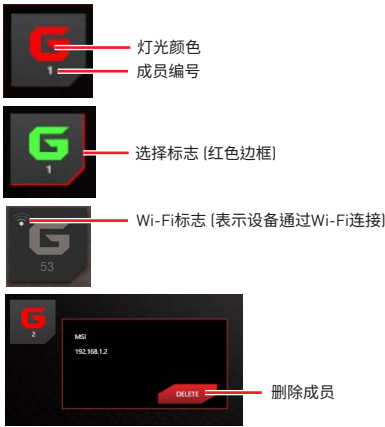 G
灯光颜色
1
成员编号
G
选择标志 (红色边框)
1
Wi-Fi标志 (表示设备通过Wi-Fi连接)
G
53
G
2
MSI
192.168.1.2
DELETE
删除成员